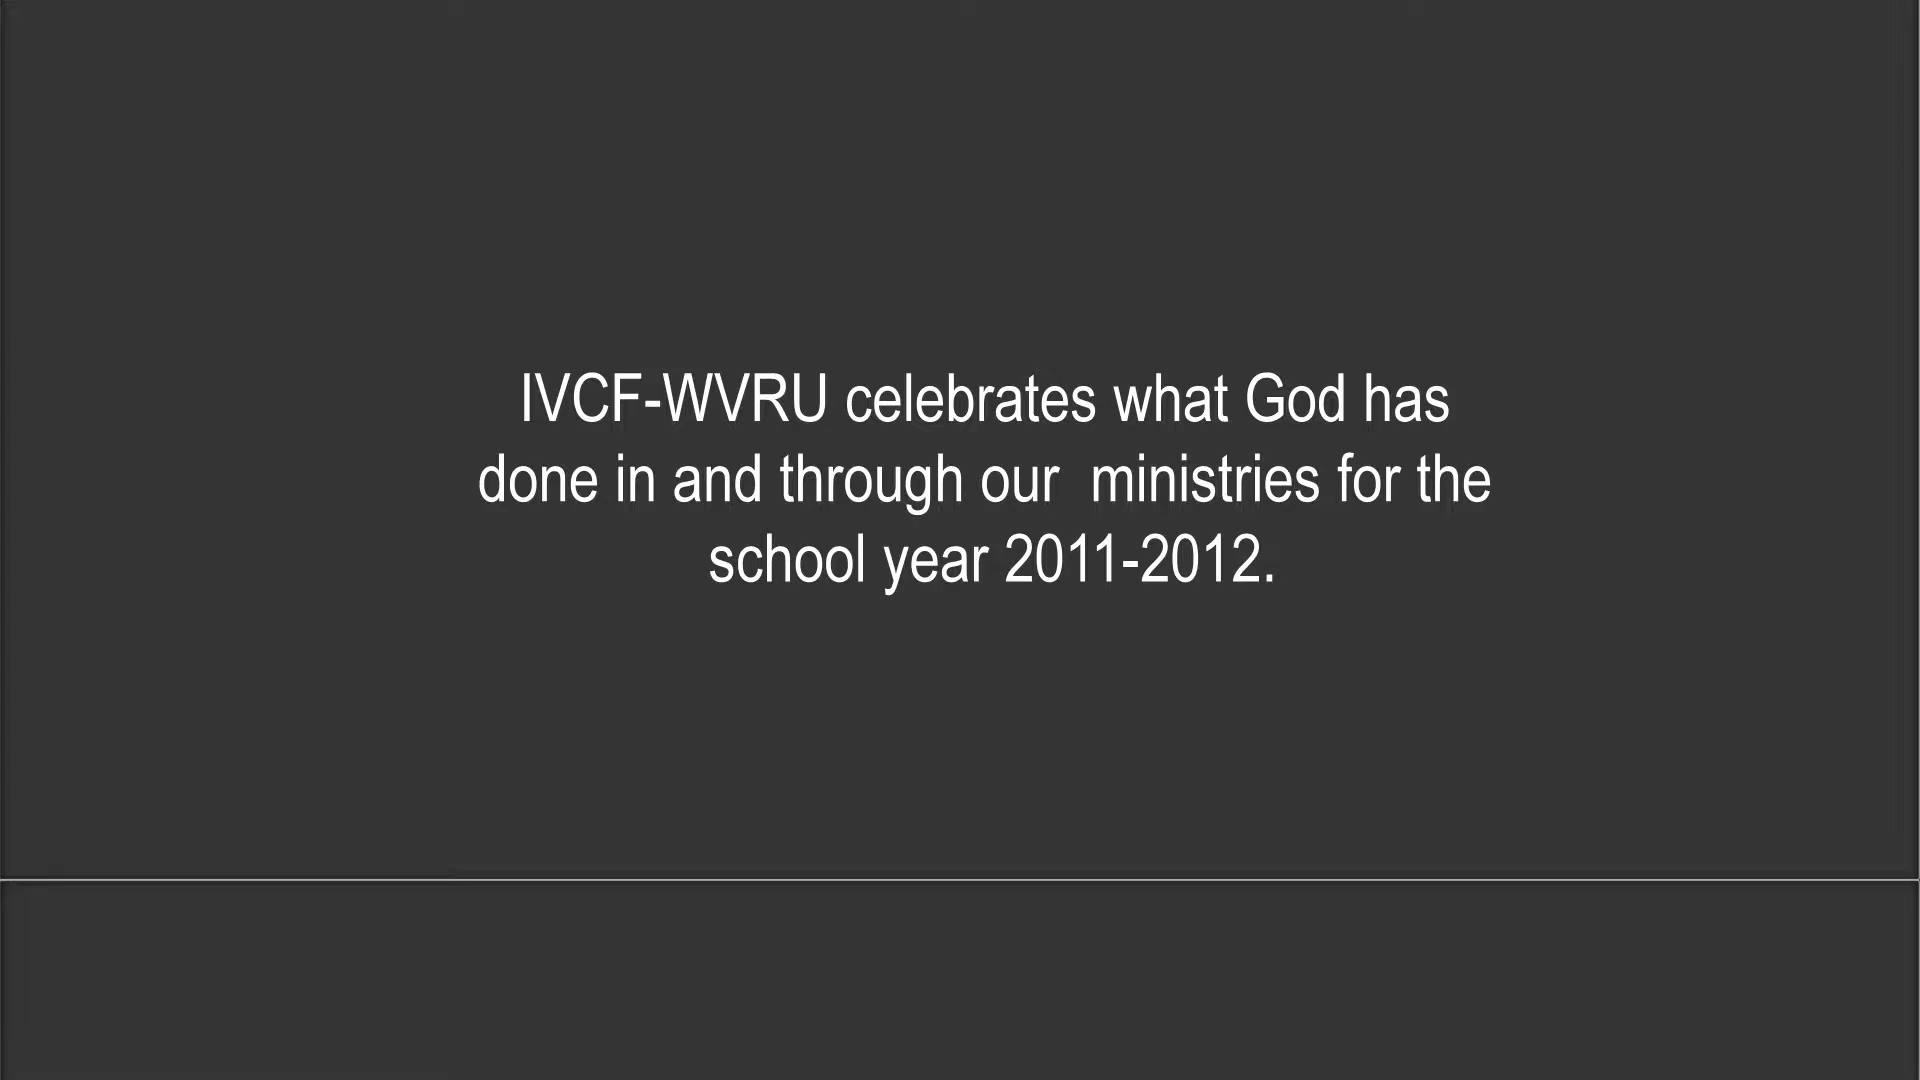 IVCF-WVRU celebrates what God has
done in and through our  ministries for the
school year 2011-2012.